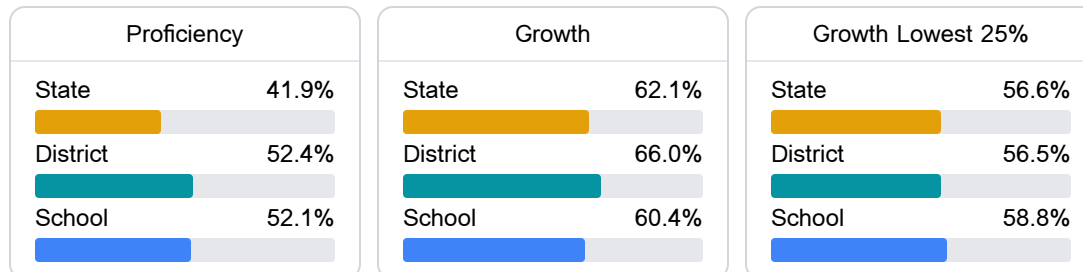 Proficiency
State 41.9%
District 52.4%
School 52.1%
Growth
State 62.1%
District 66.0%
School 60.4%
Growth Lowest 25%
State 56.6%
District 56.5%
School 58.8%